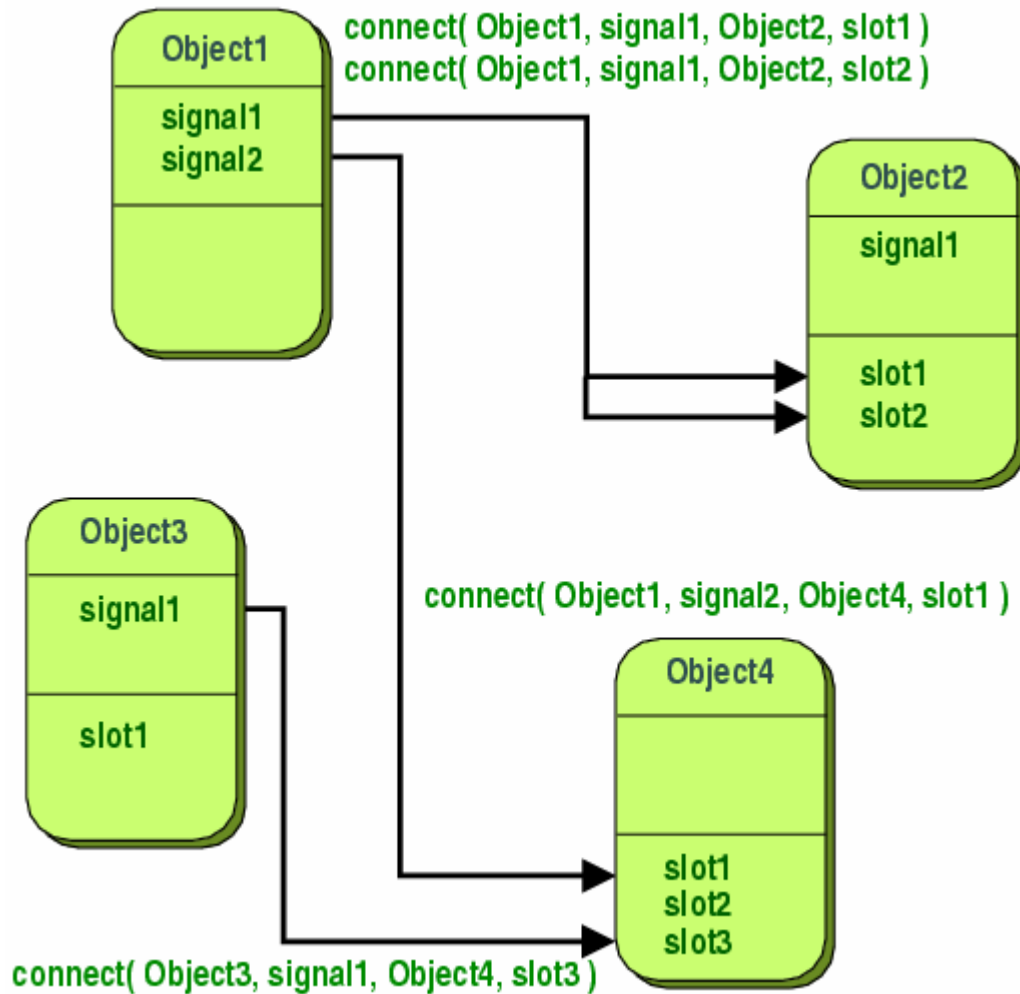 connect( Object1, signal1, Object2, slot1 )
connect( Object1, signal1, Object2, slot2 )
Object1
signal1
signal2
Object2
signal1
slot1
slot2
Object3
signal1
slot1
connect( Object1, signal2, Object4, slot1 )
Object4
slot1
slot2
slot3
connect( Object3, signal1, Object4, slot3 )